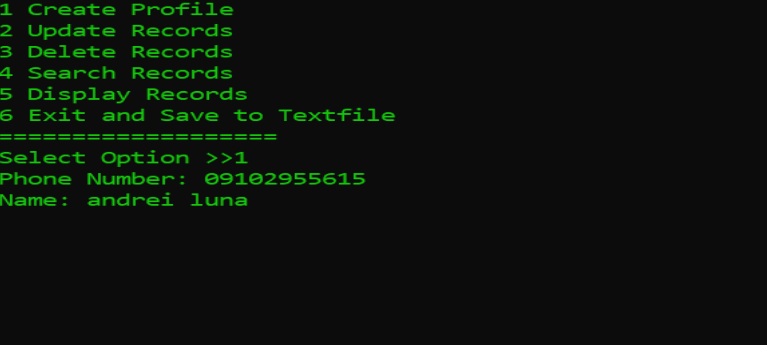 1 Create Profile
2 Update Records
3 Delete Records
4 Search Records
5 Display Records
6 Exit and Save to Textfile
===================
Select Option >>1
Phone Number: 09102955615
Name: andrei luna